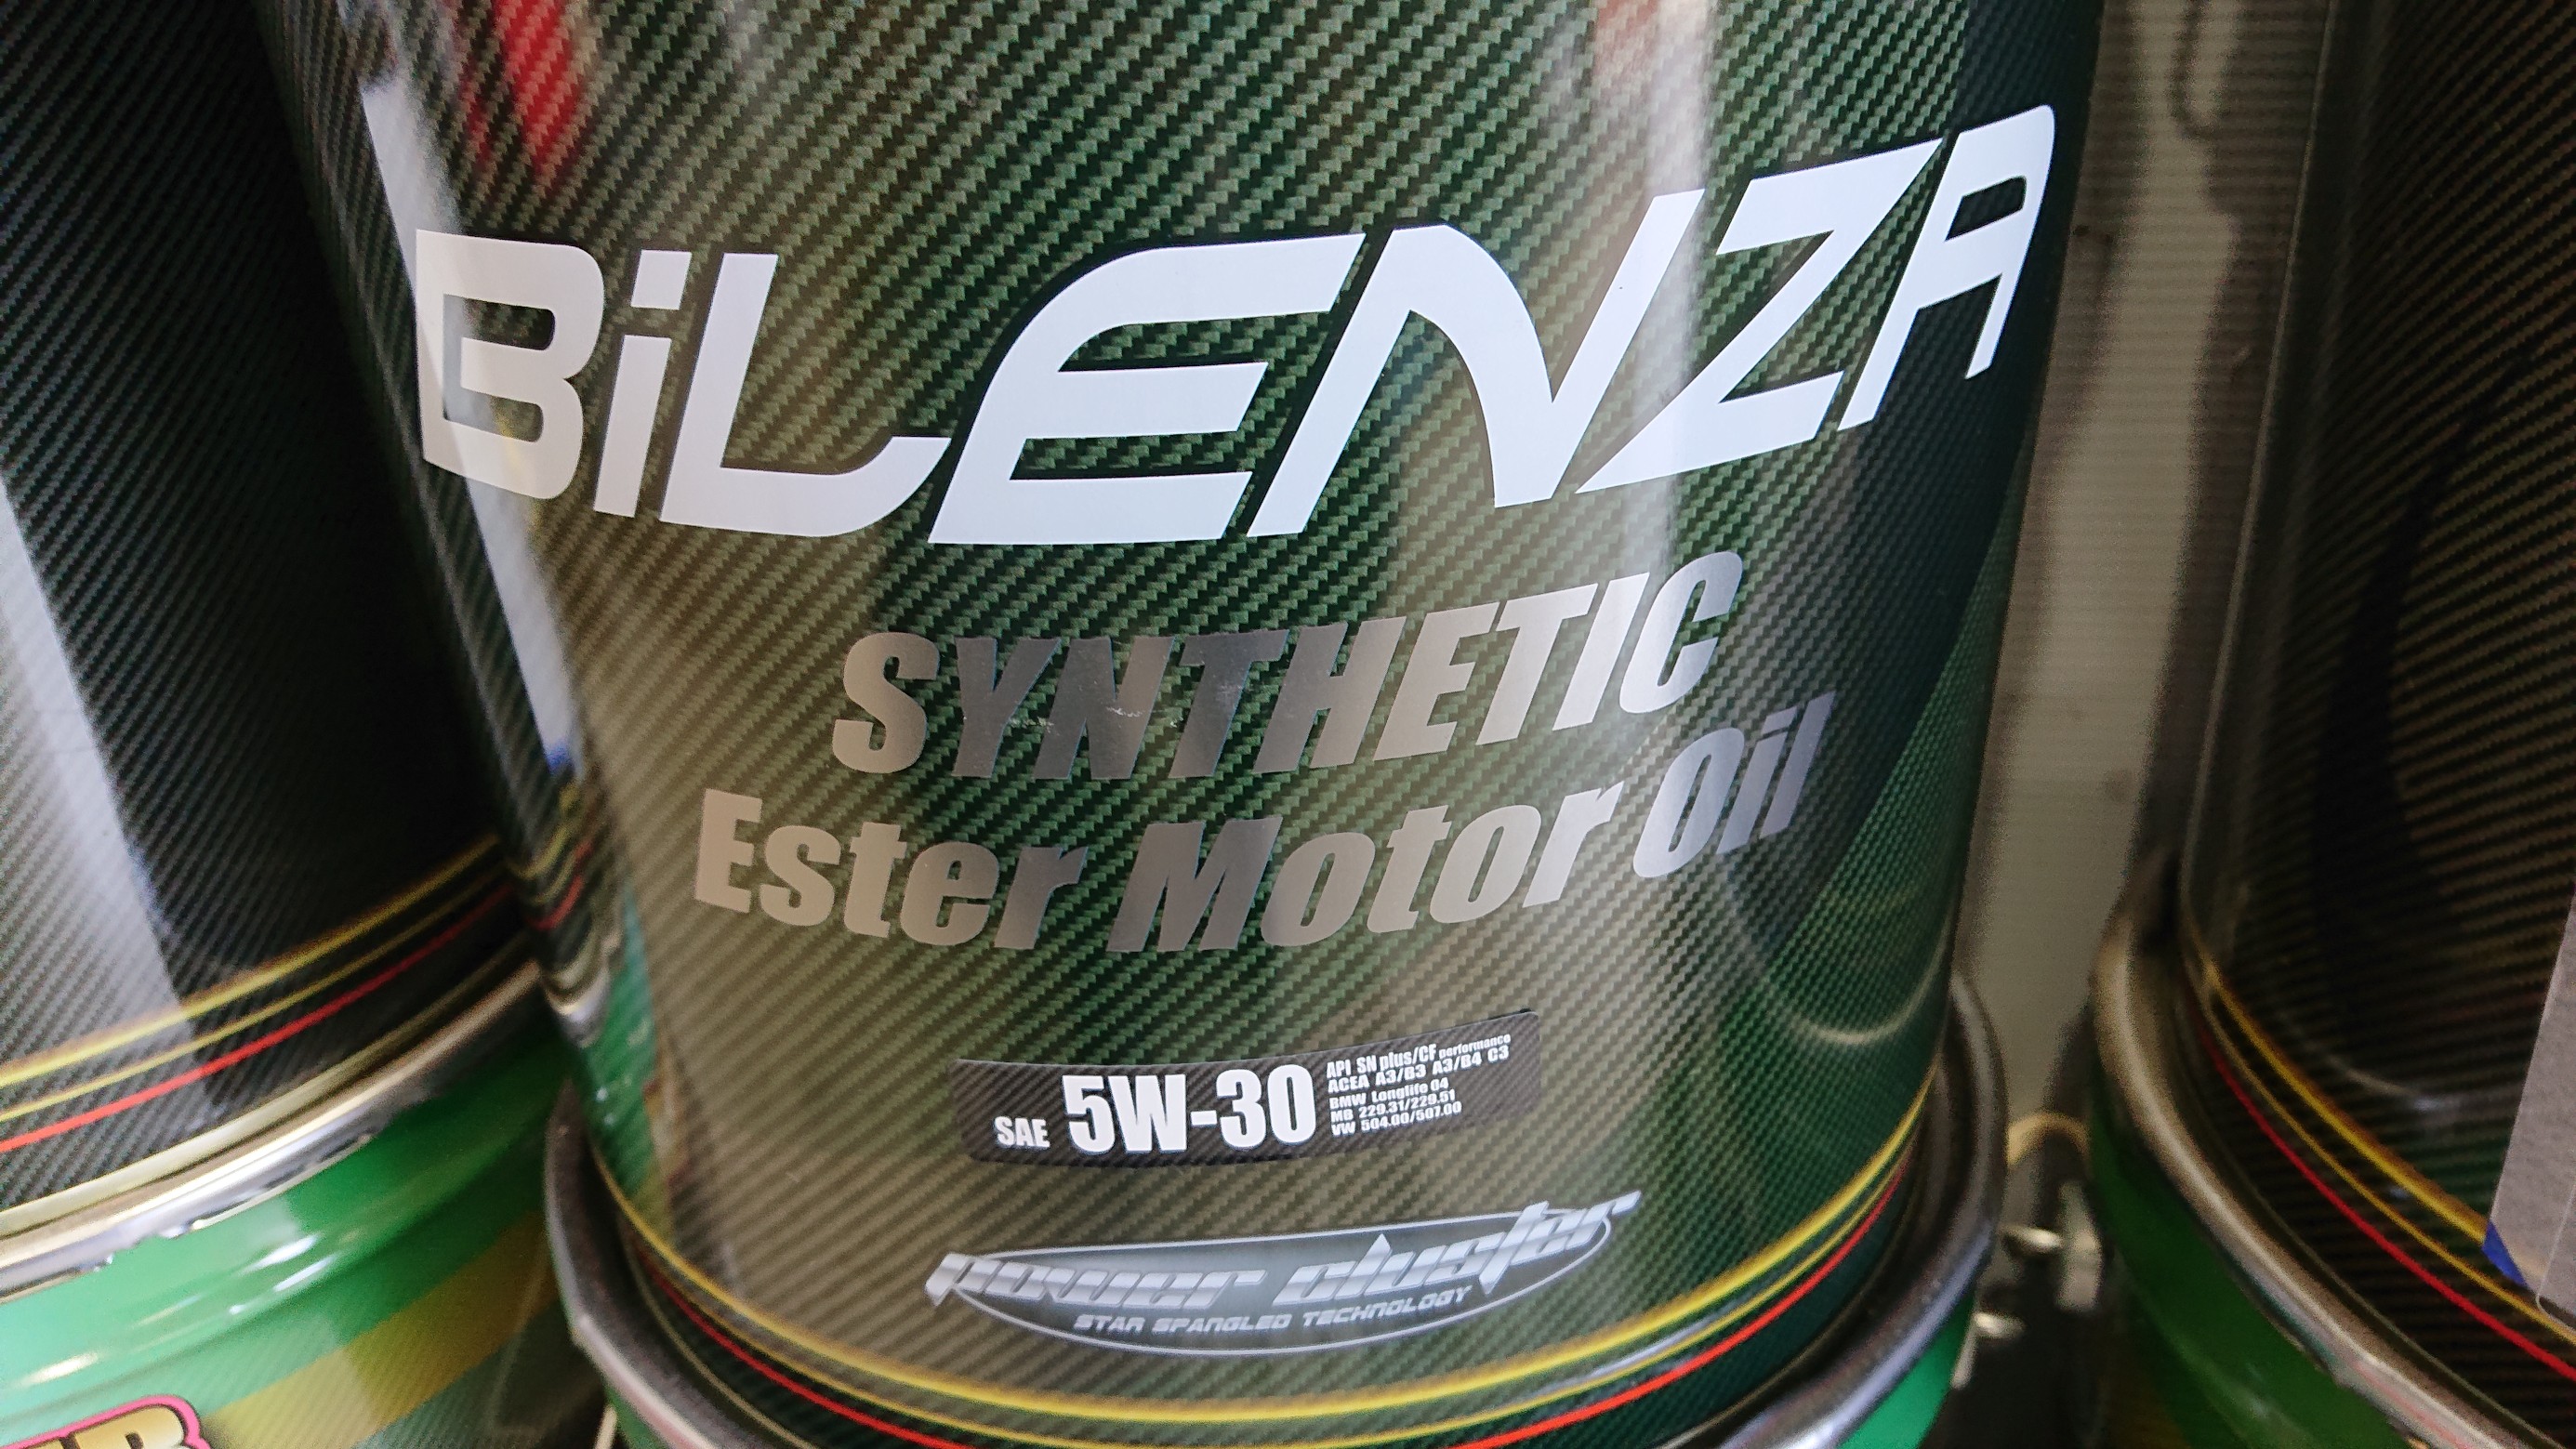 BiLENZA
SYNTHETIC
Ester Motor Oil
SAE 5W-30
API SN plus/CF performance
ACEA A3/B3 A3/B4 C3
BMW Longlife 04
MB 229.31/229.51
VW 504.00/507.00
power cluster
STAR SPANGLED TECHNOLOGY